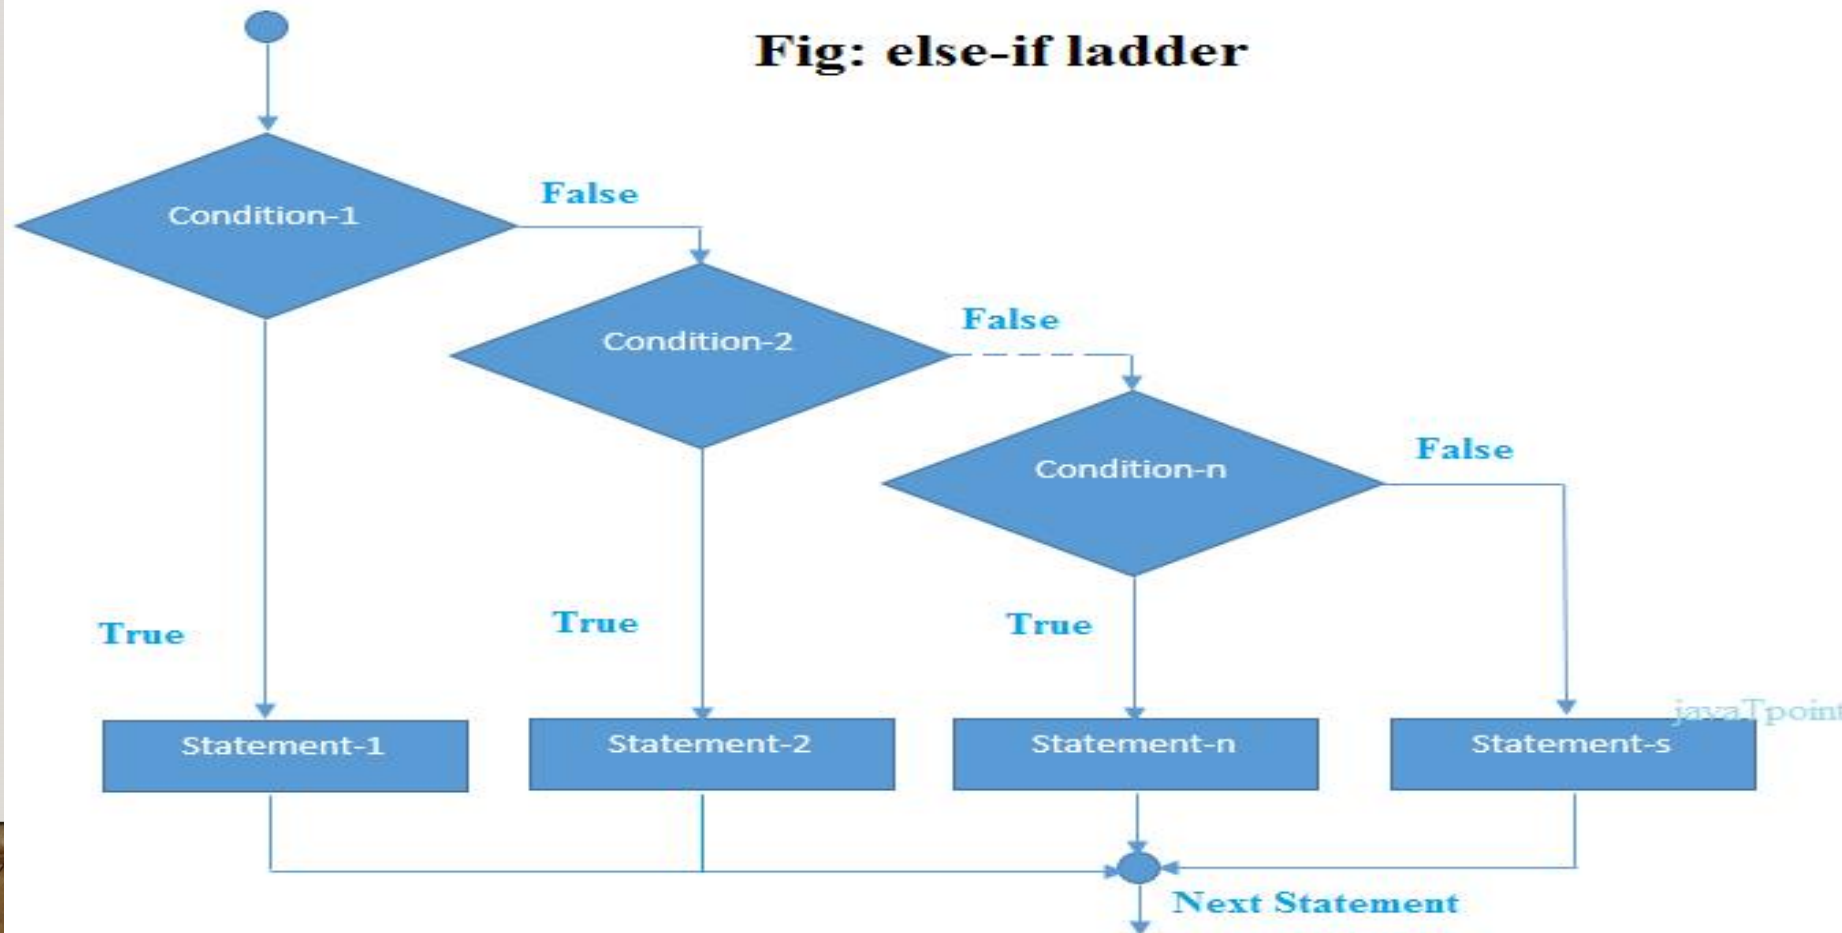 Fig: else-if ladder
Condition-1
False
Condition-2
False
Condition-n
False
True
True
True
Statement-1
Statement-2
Statement-n
Statement-s
javaTpoint
Next Statement